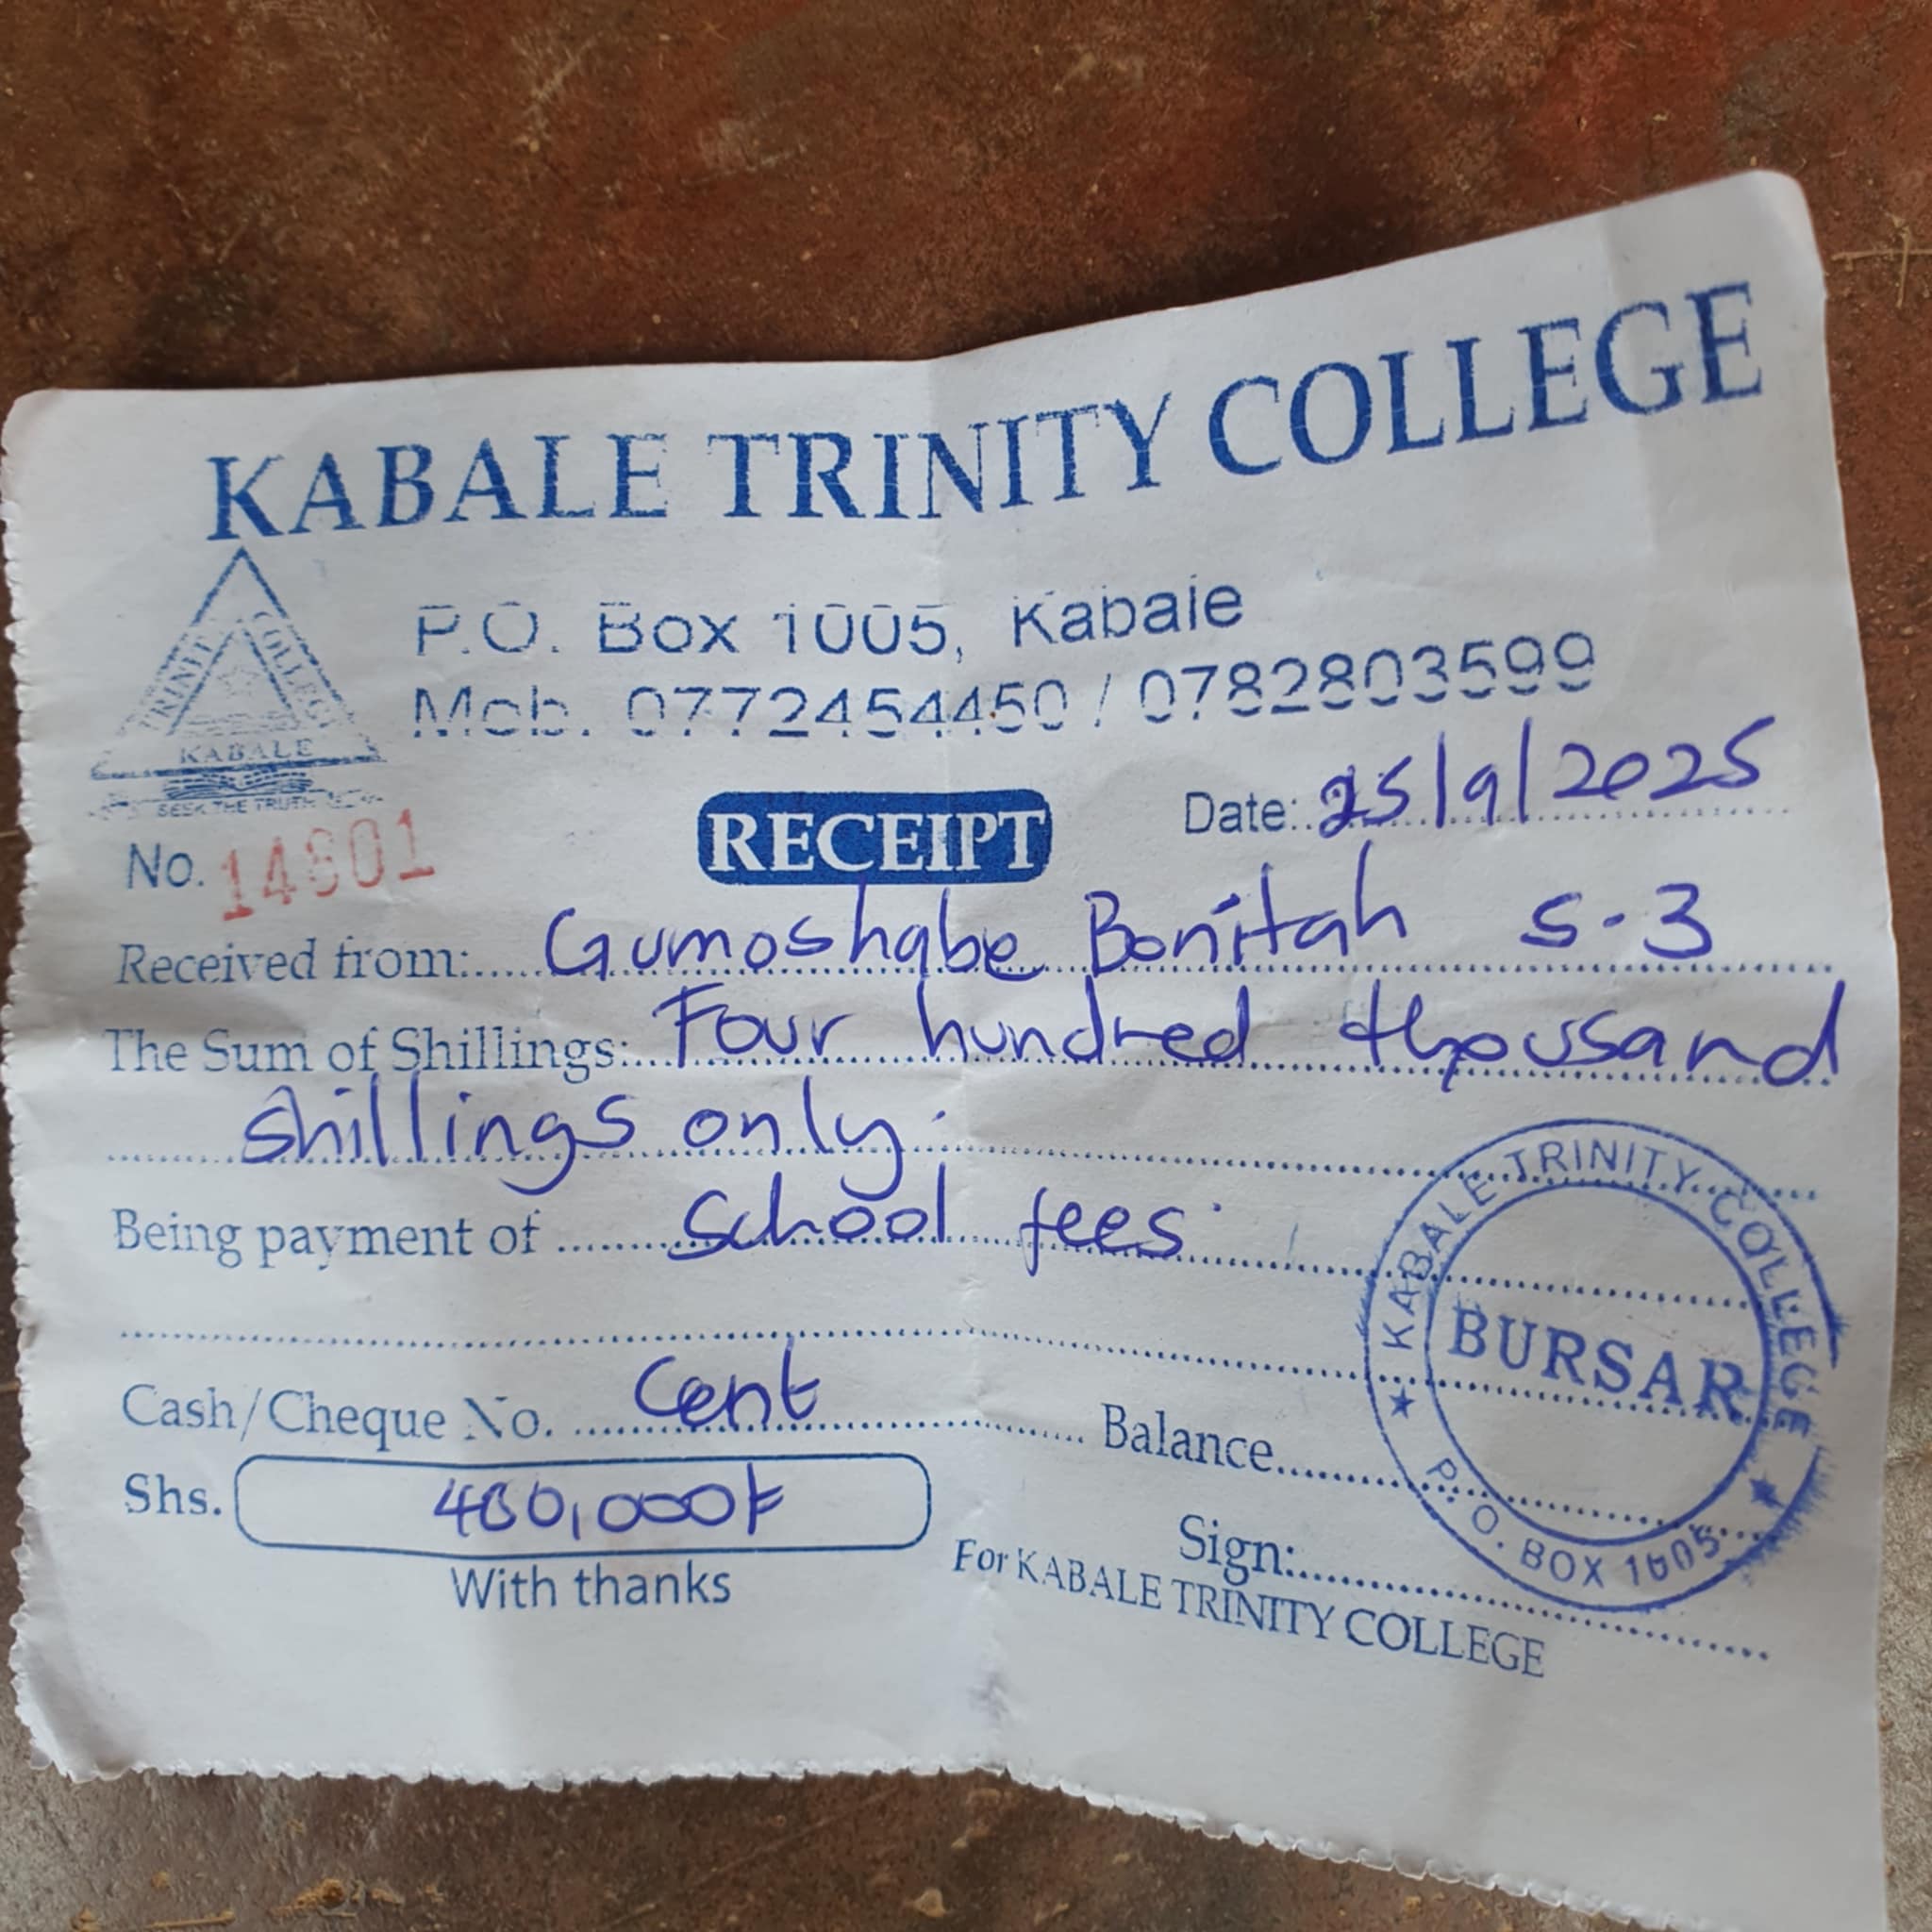 KABALE TRINITY COLLEGE
TRINITY COLLEGE
KABALE
SEEK THE TRUTH
P.O. Box 1005, Kabale
Mob. 0772454450 / 0782803599
RECEIPT
Date: 25/9/2025
No. 14801
Received from: Gumoshabe Bonitah S.3
The Sum of Shillings: Four hundred thousand
shillings only.
Being payment of school fees
Cash/Cheque No. Cent
Balance
Shs. 400,000/=
With thanks
Sign:
For KABALE TRINITY COLLEGE
KABALE TRINITY COLLEGE
BURSAR
P.O. BOX 1005